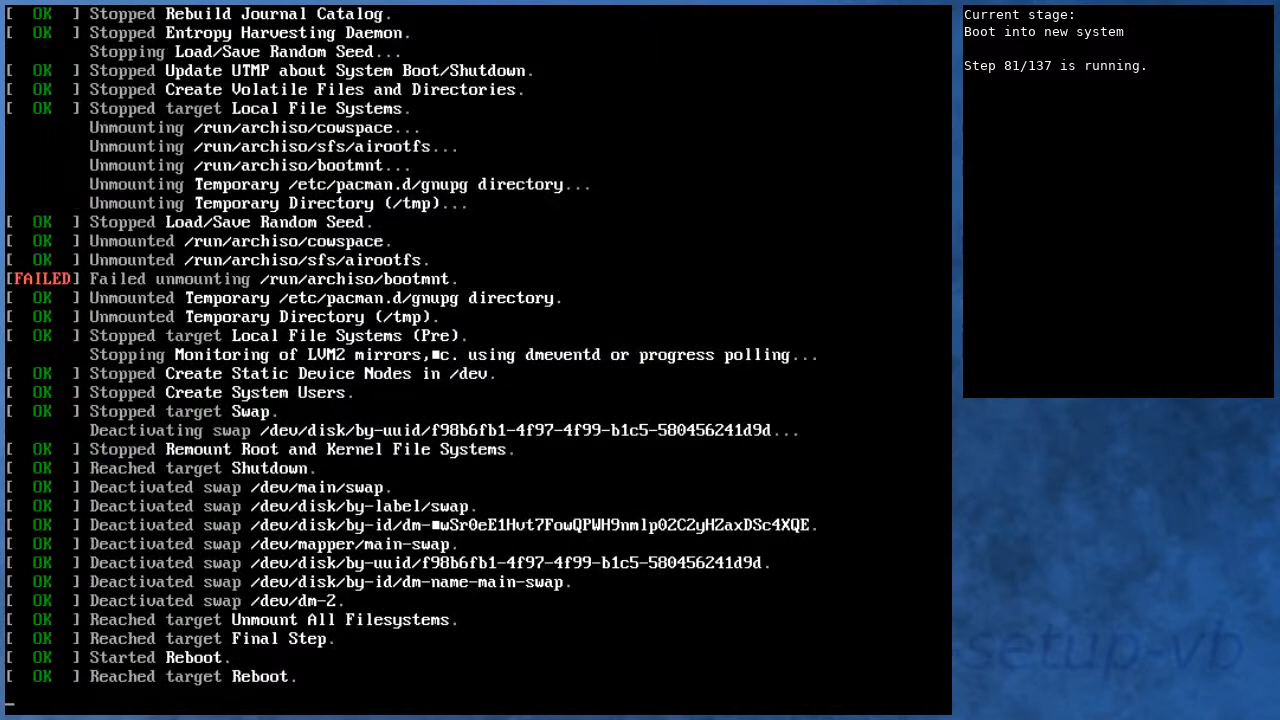 [  OK  ] Stopped Rebuild Journal Catalog.
[  OK  ] Stopped Entropy Harvesting Daemon.
Stopping Load/Save Random Seed...
[  OK  ] Stopped Update UTMP about System Boot/Shutdown.
[  OK  ] Stopped Create Volatile Files and Directories.
[  OK  ] Stopped target Local File Systems.
Unmounting /run/archiso/cowspace...
Unmounting /run/archiso/sfs/airootfs...
Unmounting /run/archiso/bootmnt...
Unmounting Temporary /etc/pacman.d/gnupg directory...
Unmounting Temporary Directory (/tmp)...
[  OK  ] Stopped Load/Save Random Seed.
[  OK  ] Unmounted /run/archiso/cowspace.
[  OK  ] Unmounted /run/archiso/sfs/airootfs.
[FAILED] Failed unmounting /run/archiso/bootmnt.
[  OK  ] Unmounted Temporary /etc/pacman.d/gnupg directory.
[  OK  ] Unmounted Temporary Directory (/tmp).
[  OK  ] Stopped target Local File Systems (Pre).
Stopping Monitoring of LVM2 mirrors,■c. using dmeventd or progress polling...
[  OK  ] Stopped Create Static Device Nodes in /dev.
[  OK  ] Stopped Create System Users.
[  OK  ] Stopped target Swap.
Deactivating swap /dev/disk/by-uuid/f98b6fb1-4f97-4f99-b1c5-580456241d9d...
[  OK  ] Stopped Remount Root and Kernel File Systems.
[  OK  ] Reached target Shutdown.
[  OK  ] Deactivated swap /dev/main/swap.
[  OK  ] Deactivated swap /dev/disk/by-label/swap.
[  OK  ] Deactivated swap /dev/disk/by-id/dm-■wSr0eE1Hvt7FowQPWH9nmlp02C2yHZaxDSc4XQE.
[  OK  ] Deactivated swap /dev/mapper/main-swap.
[  OK  ] Deactivated swap /dev/disk/by-uuid/f98b6fb1-4f97-4f99-b1c5-580456241d9d.
[  OK  ] Deactivated swap /dev/disk/by-id/dm-name-main-swap.
[  OK  ] Deactivated swap /dev/dm-2.
[  OK  ] Reached target Unmount All Filesystems.
[  OK  ] Reached target Final Step.
[  OK  ] Started Reboot.
[  OK  ] Reached target Reboot.
_
Current stage:
Boot into new system
Step 81/137 is running.
-setup-vb